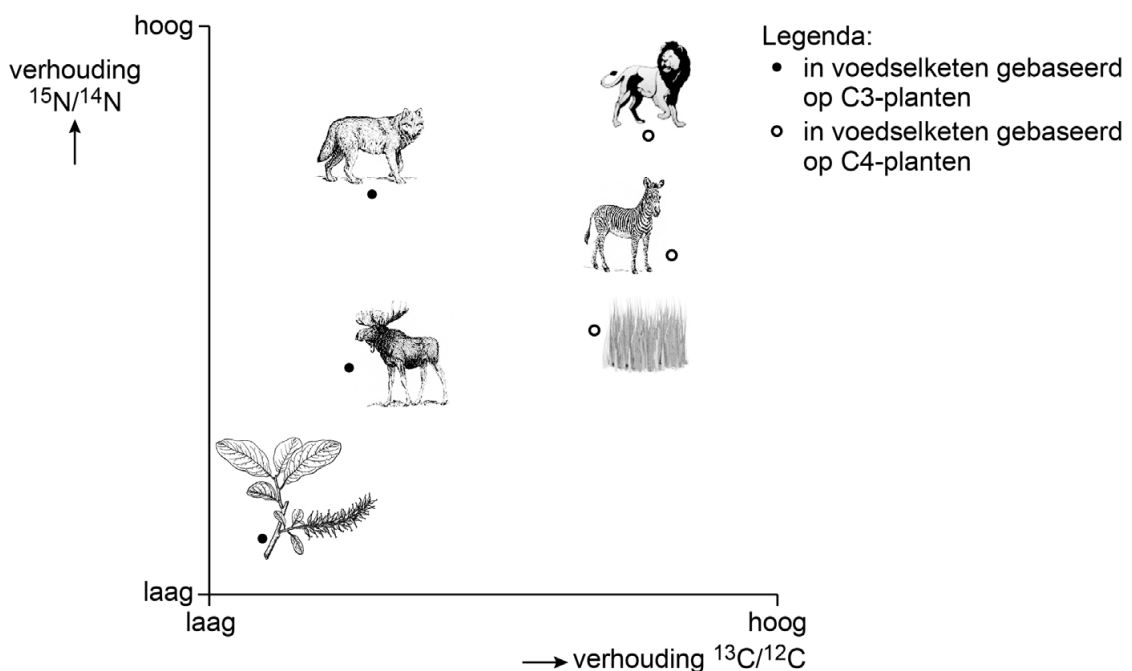 hoog
verhouding
¹⁵N/¹⁴N
laag
laag
hoog
verhouding ¹³C/¹²C
Legenda:
in voedselketen gebaseerd
op C3-planten
in voedselketen gebaseerd
op C4-planten